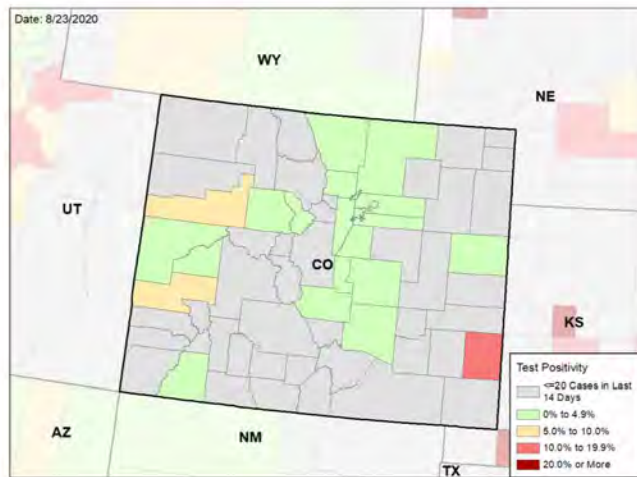 Date: 8/23/2020
WY
NE
UT
CO
KS
AZ
NM
TX
Test Positivity
<=20 Cases in Last
14 Days
0% to 4.9%
5.0% to 10.0%
10.0% to 19.9%
20.0% or More